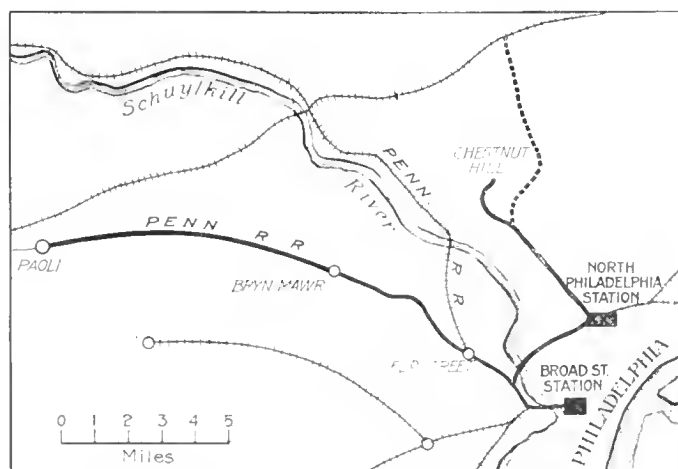 Schuylkill
River
PENN.
R R
CHESTNUT
HILL
PENN R R
PAOLI
BRYN MAWR
NORTH
PHILADELPHIA
STATION
BROAD ST.
STATION
PHILADELPHIA
0 1 2 3 4 5
Miles